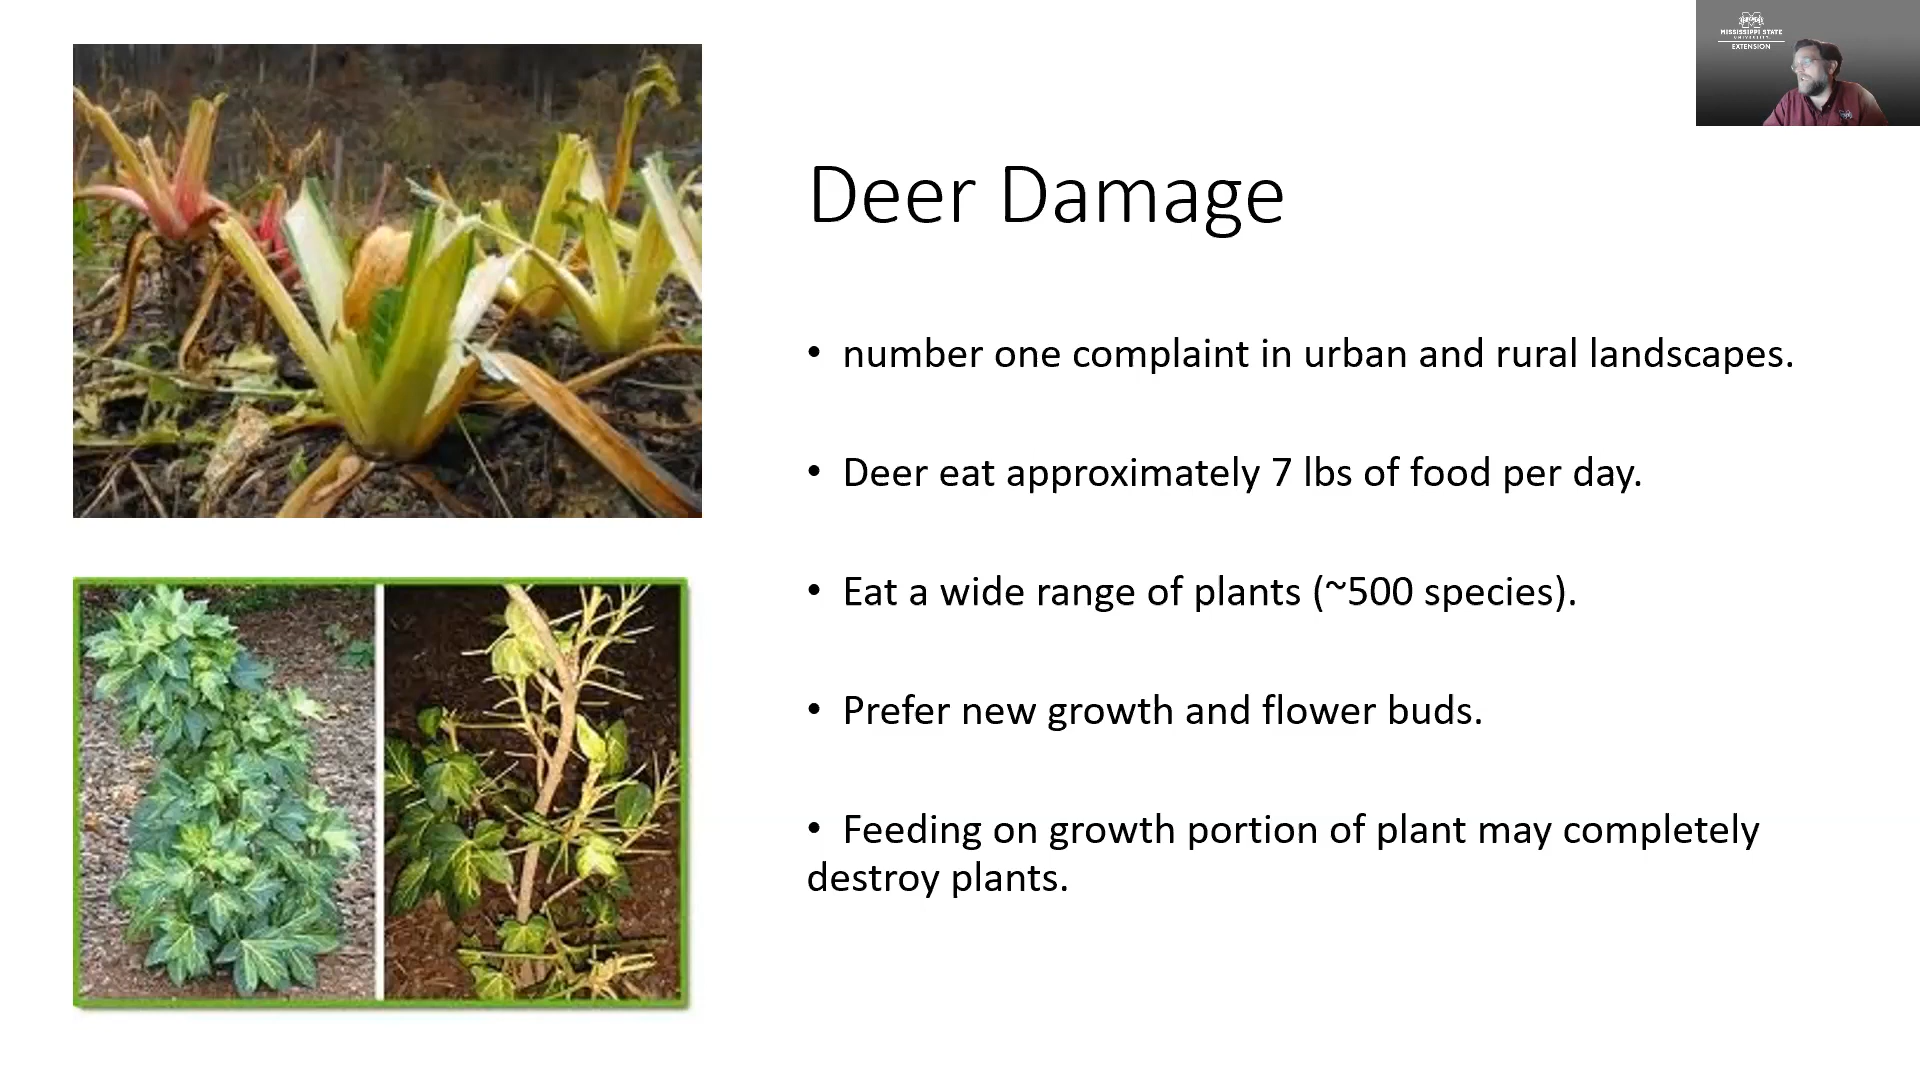 MISSISSIPPI STATE
UNIVERSITY
EXTENSION
Deer Damage
• number one complaint in urban and rural landscapes.
• Deer eat approximately 7 lbs of food per day.
• Eat a wide range of plants (~500 species).
• Prefer new growth and flower buds.
• Feeding on growth portion of plant may completely
destroy plants.